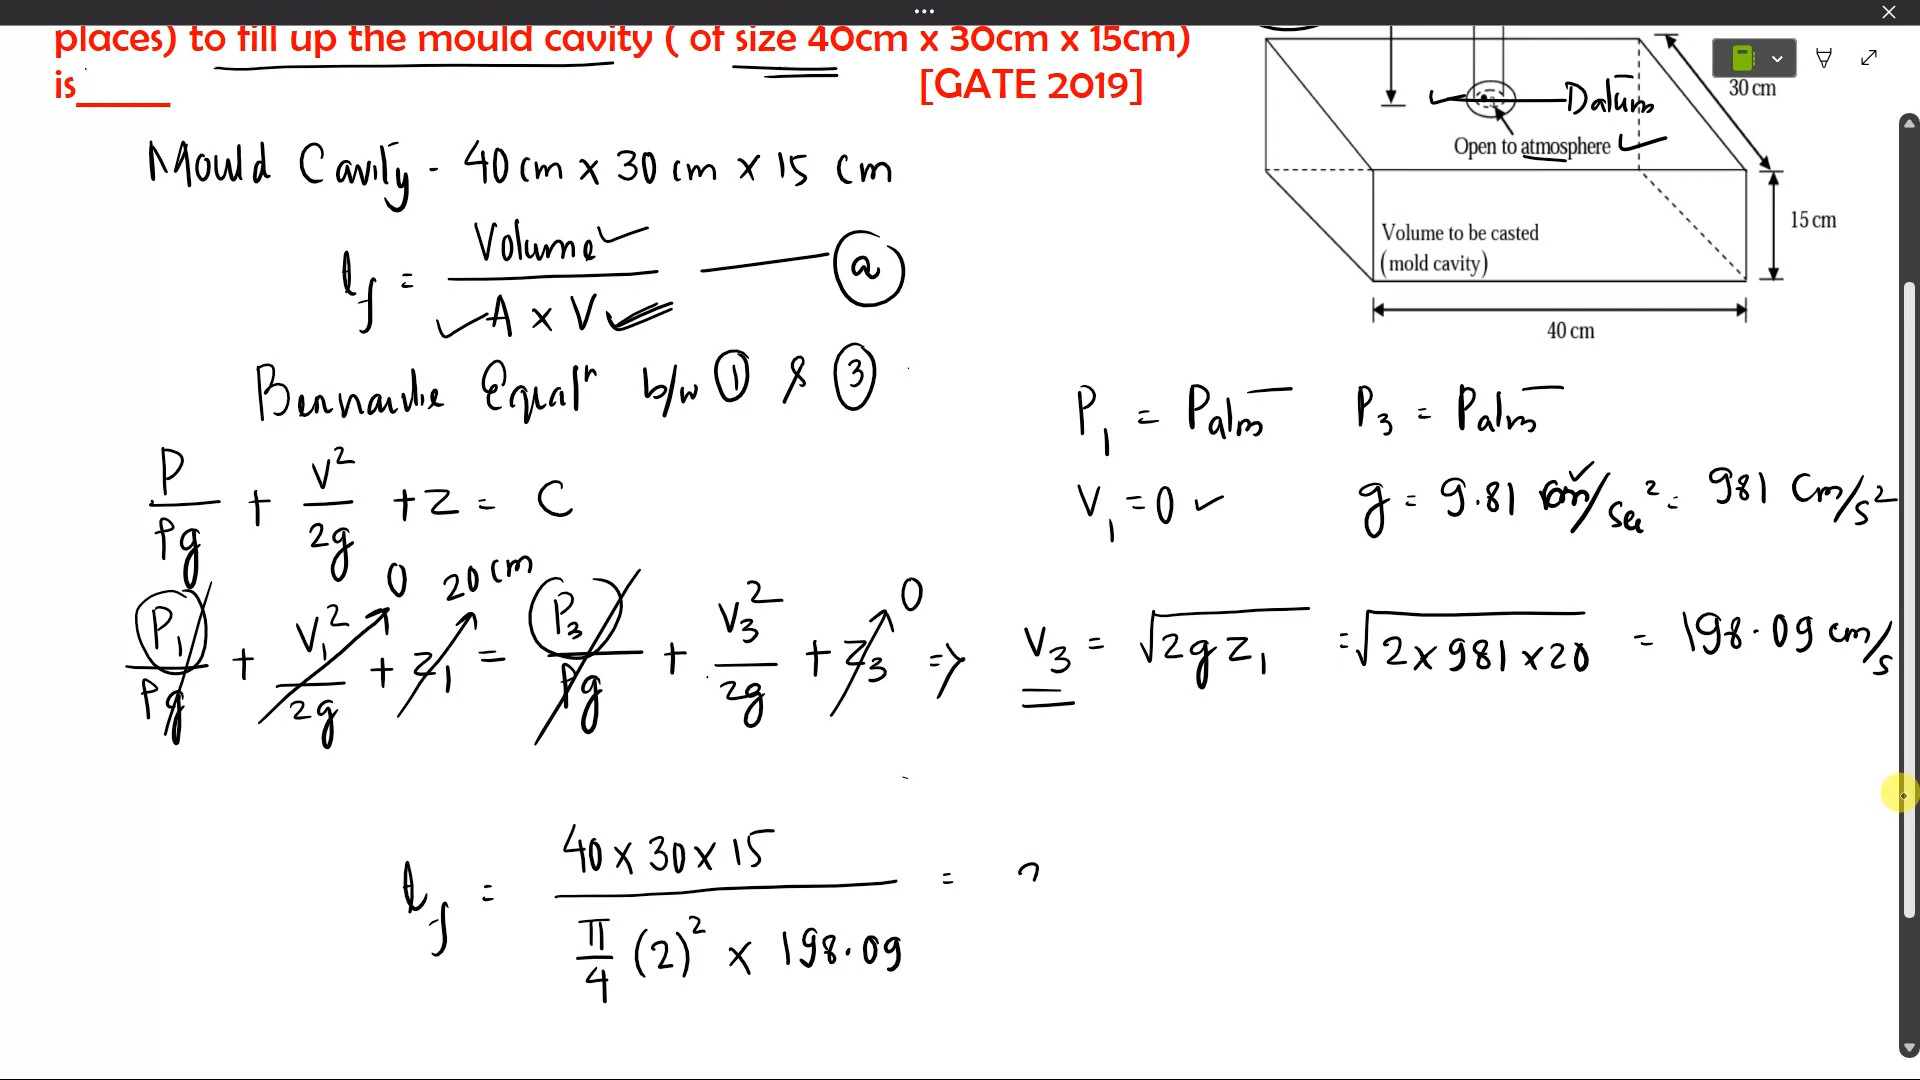 places) to fill up the mould cavity ( of size 40cm x 30cm x 15cm)
is_____ [GATE 2019]
30 cm
Datum
Open to atmosphere
15 cm
Volume to be casted
(mold cavity)
40 cm
Mould Cavity - 40 cm x 30 cm x 15 cm
tf = Volume / A x V — (a)
Bernoulie Equatn b/w ① & ③
P1 = Patm P3 = Patm
V1 = 0 g = 9.81 m/sec² = 981 cm/s²
P/ρg + V²/2g + Z = C
0 20 cm 0
P1/ρg + V1²/2g + Z1 = P3/ρg + V3²/2g + Z3 => V3 = √2gZ1 = √2x981x20 = 198.09 cm/s
tf = 40 x 30 x 15 / π/4 (2)² x 198.09 =